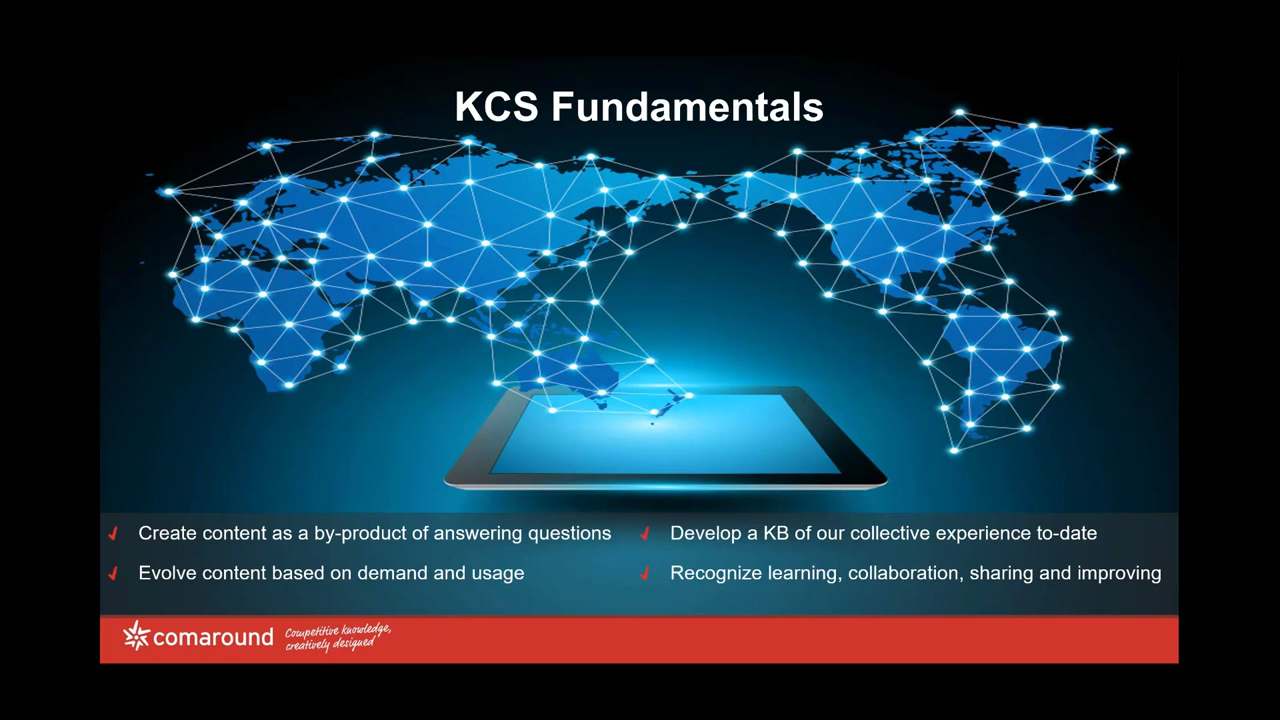 KCS Fundamentals
Create content as a by-product of answering questions
Evolve content based on demand and usage
Develop a KB of our collective experience to-date
Recognize learning, collaboration, sharing and improving
comaround
Competitive knowledge,
creatively designed